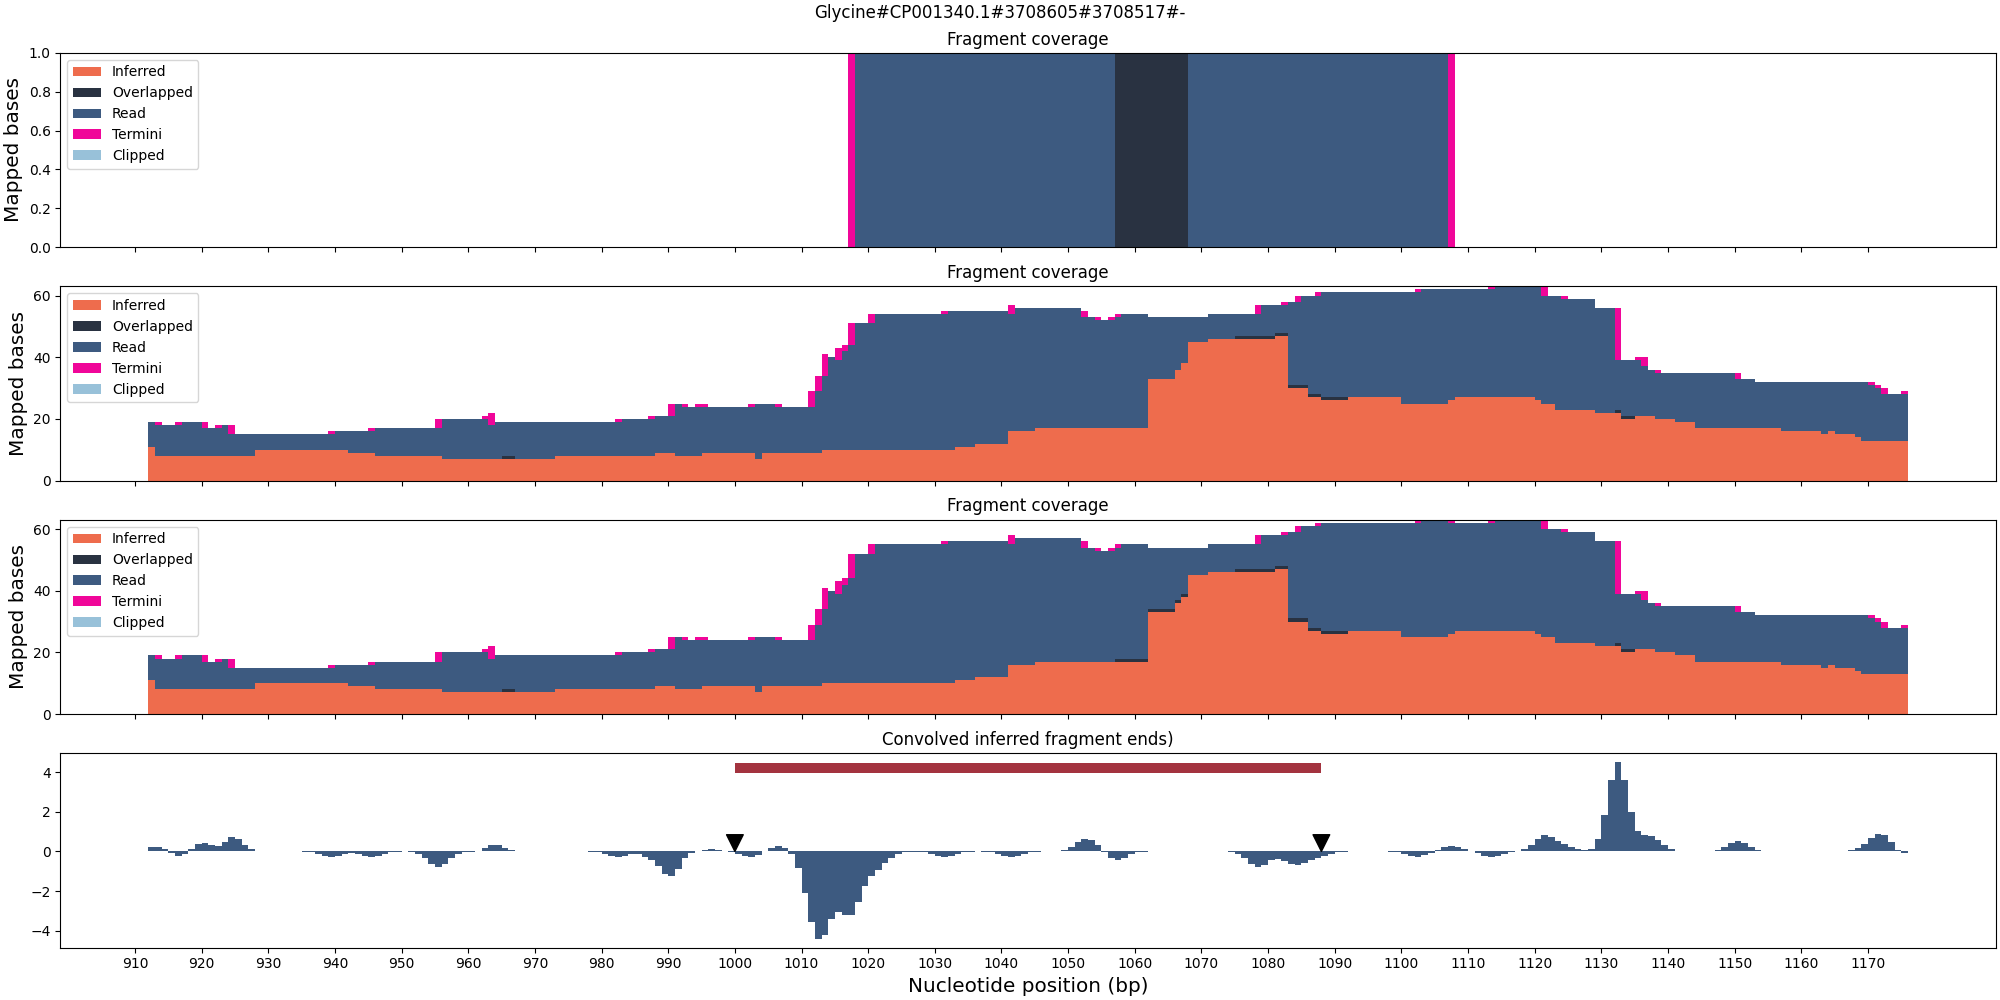 Glycine#CP001340.1#3708605#3708517#-
Fragment coverage
Mapped bases
1.0
0.8
0.6
0.4
0.2
0.0
Inferred
Overlapped
Read
Termini
Clipped
Fragment coverage
Mapped bases
60
40
20
0
Inferred
Overlapped
Read
Termini
Clipped
Fragment coverage
Mapped bases
60
40
20
0
Inferred
Overlapped
Read
Termini
Clipped
Convolved inferred fragment ends)
4
2
0
−2
−4
910 920 930 940 950 960 970 980 990 1000 1010 1020 1030 1040 1050 1060 1070 1080 1090 1100 1110 1120 1130 1140 1150 1160 1170
Nucleotide position (bp)